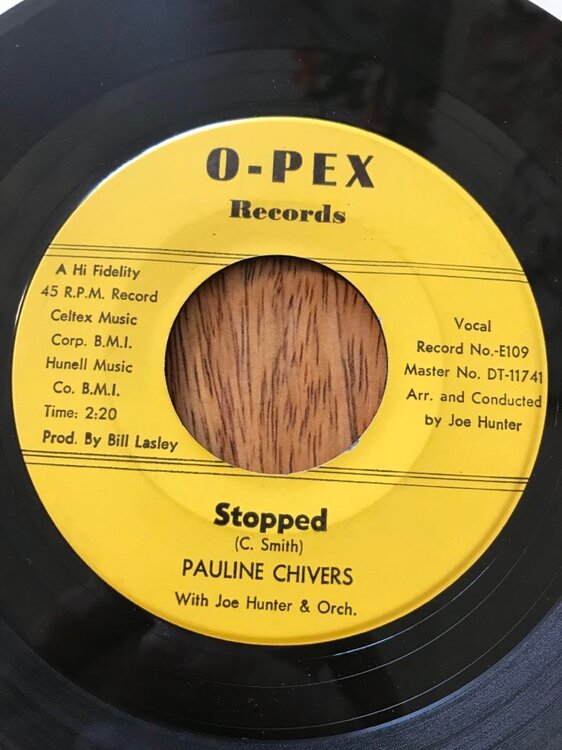 O-PEX
Records
A Hi Fidelity
45 R.P.M. Record
Celtex Music
Corp. B.M.I.
Hunell Music
Co. B.M.I.
Time: 2:20
Prod. By Bill Lasley
Vocal
Record No.-E109
Master No. DT-11741
Arr. and Conducted
by Joe Hunter
Stopped
(C. Smith)
PAULINE CHIVERS
With Joe Hunter & Orch.